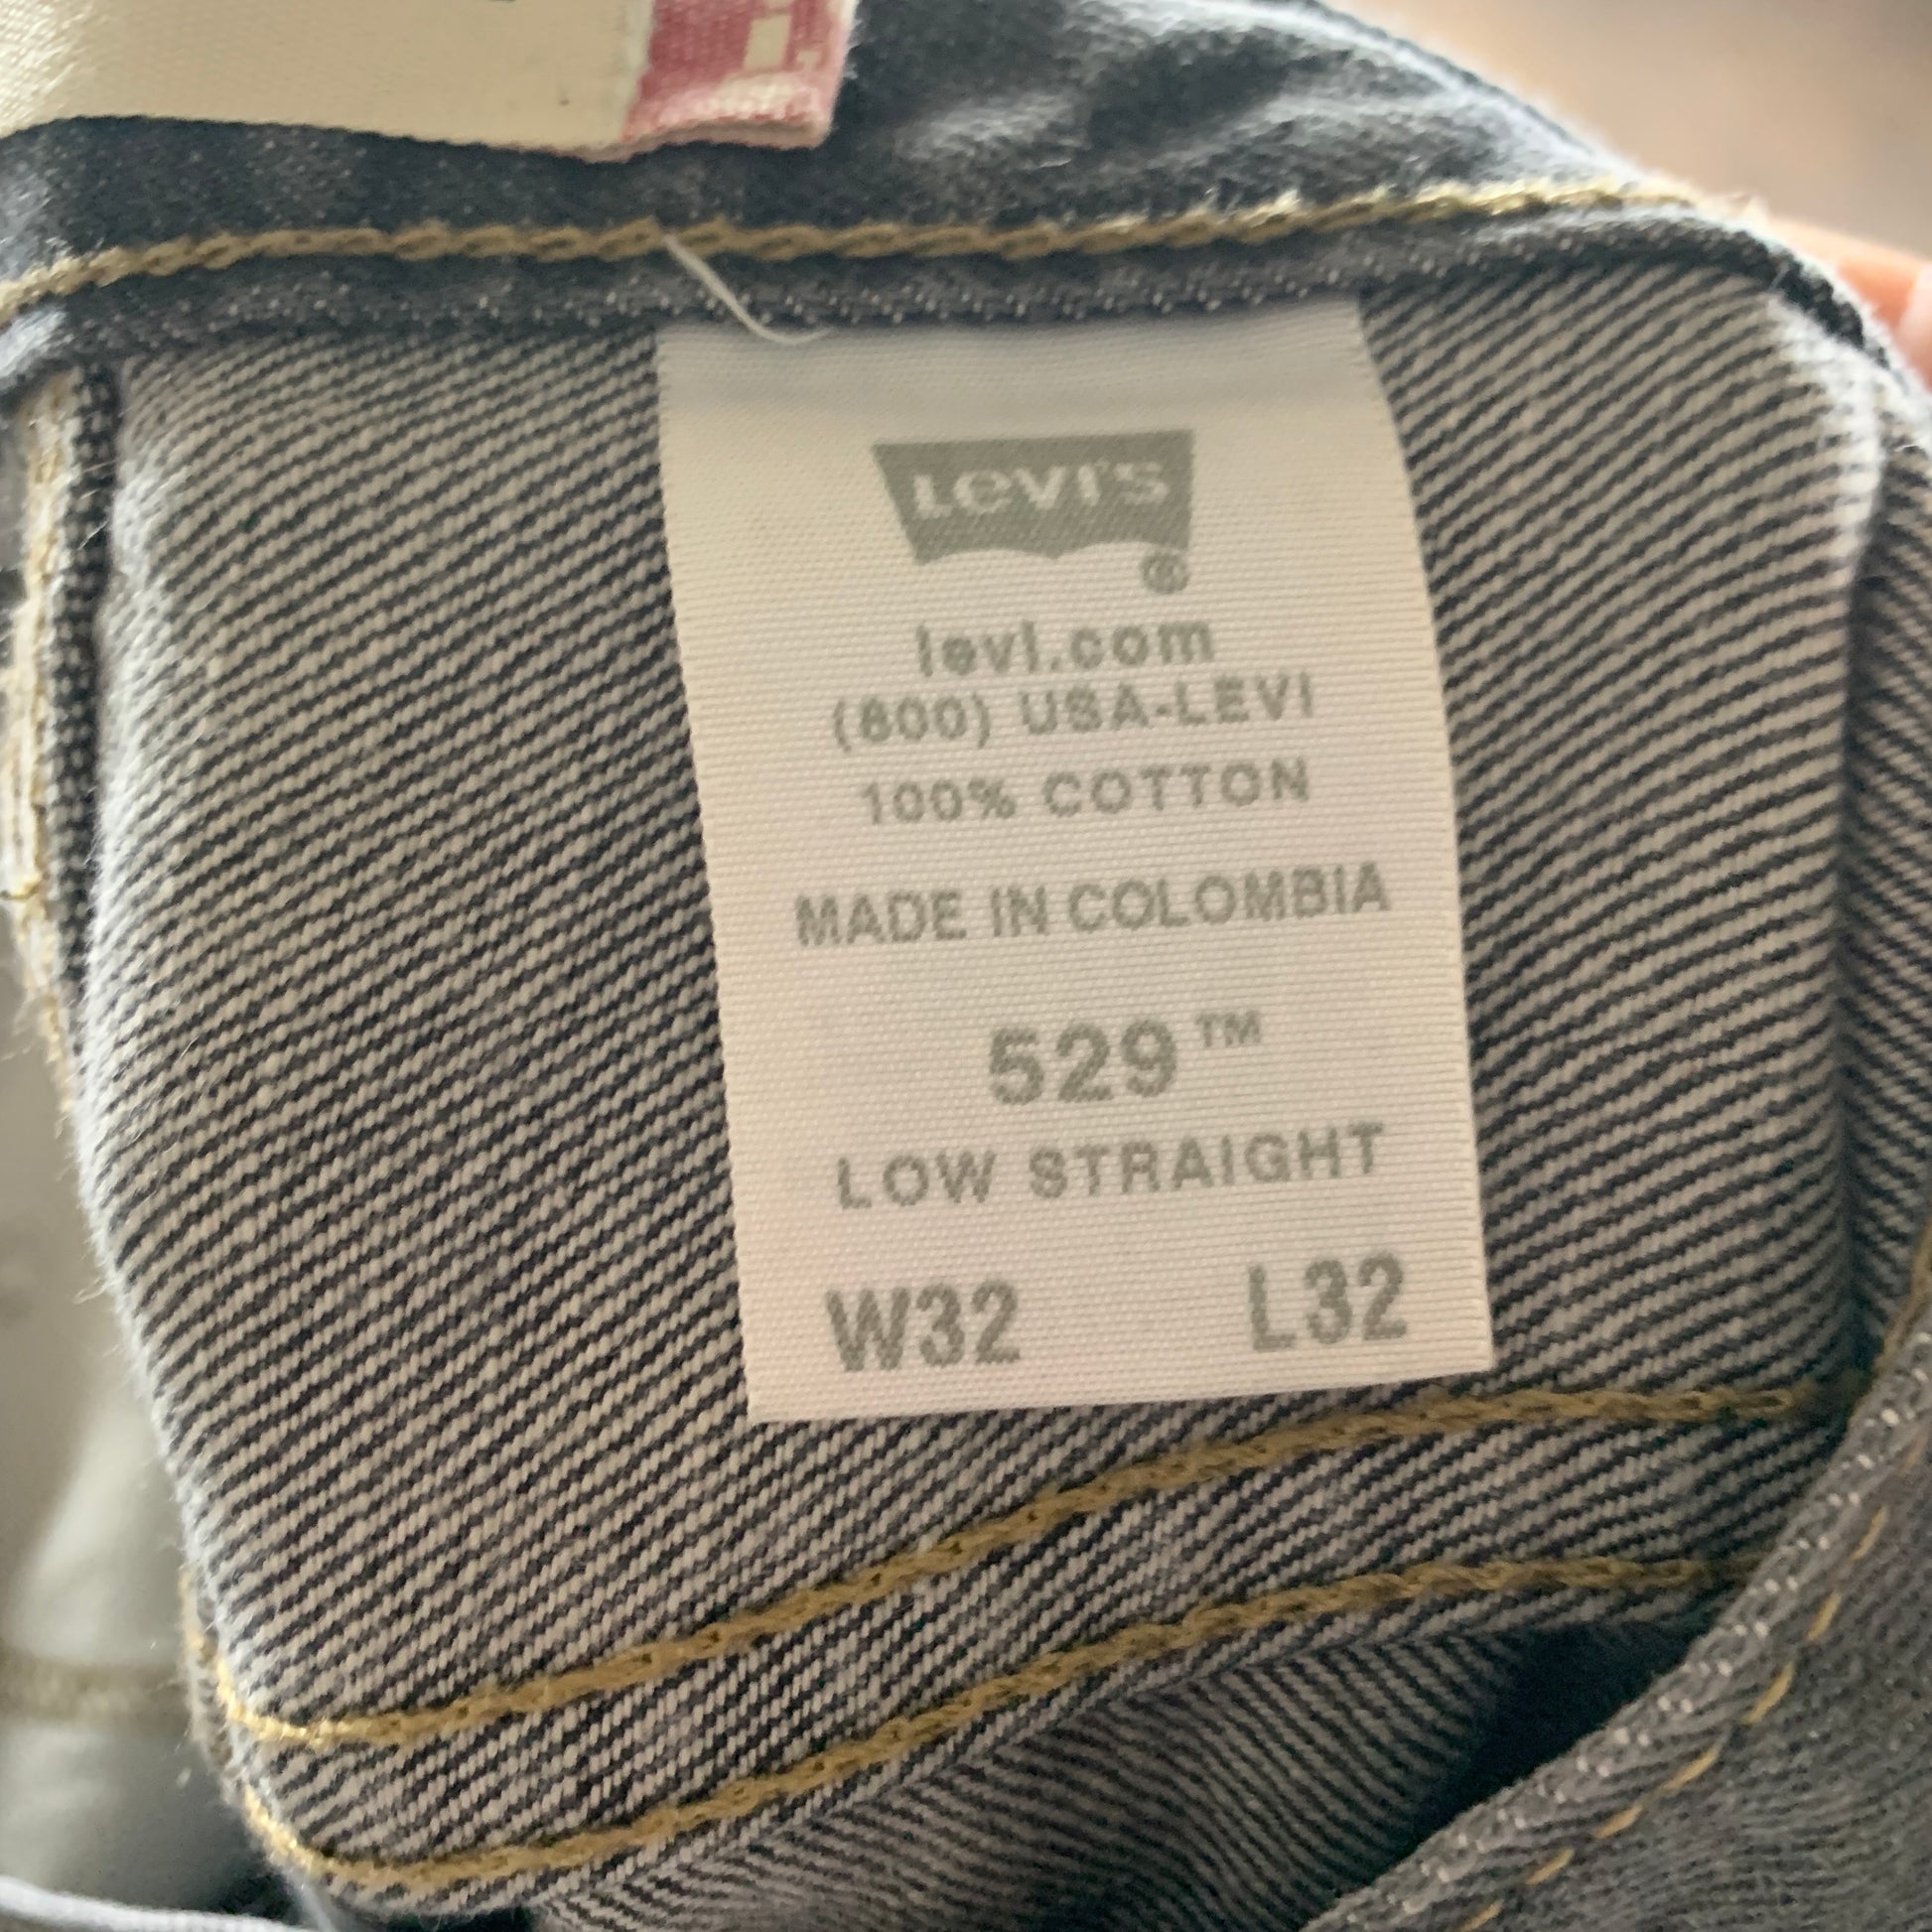 Levi's
®
levi.com
(800) USA-LEVI
100% COTTON
MADE IN COLOMBIA
529™
LOW STRAIGHT
W32 L32